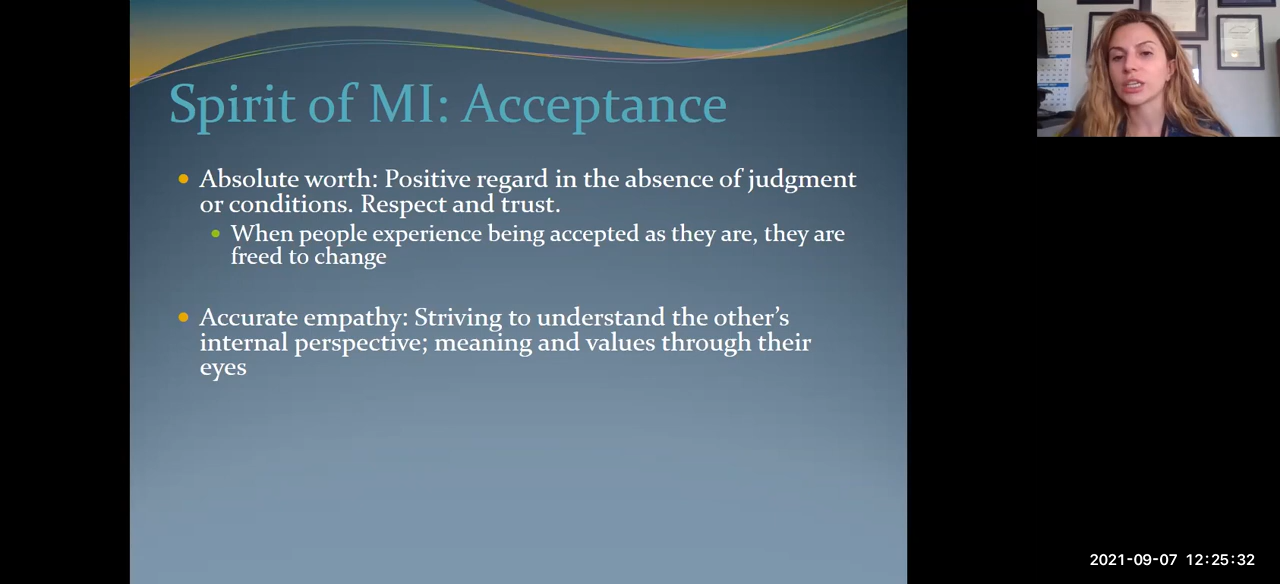 Spirit of MI: Acceptance
Absolute worth: Positive regard in the absence of judgment
or conditions. Respect and trust.
When people experience being accepted as they are, they are
freed to change
Accurate empathy: Striving to understand the other’s
internal perspective; meaning and values through their
eyes
2021-09-07 12:25:32